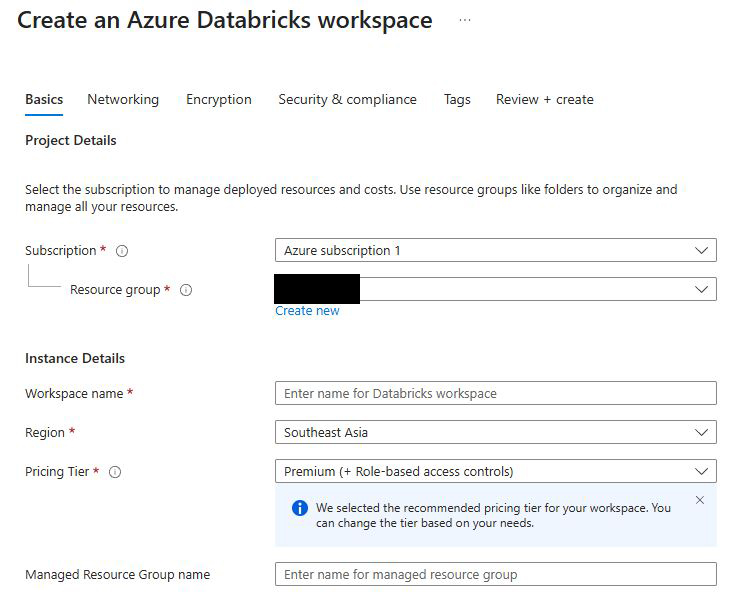 Create an Azure Databricks workspace ...
Basics Networking Encryption Security & compliance Tags Review + create
Project Details
Select the subscription to manage deployed resources and costs. Use resource groups like folders to organize and
manage all your resources.
Subscription * Azure subscription 1
Resource group *
Create new
Instance Details
Workspace name * Enter name for Databricks workspace
Region * Southeast Asia
Pricing Tier * Premium (+ Role-based access controls)
We selected the recommended pricing tier for your workspace. You
can change the tier based on your needs.
Managed Resource Group name Enter name for managed resource group